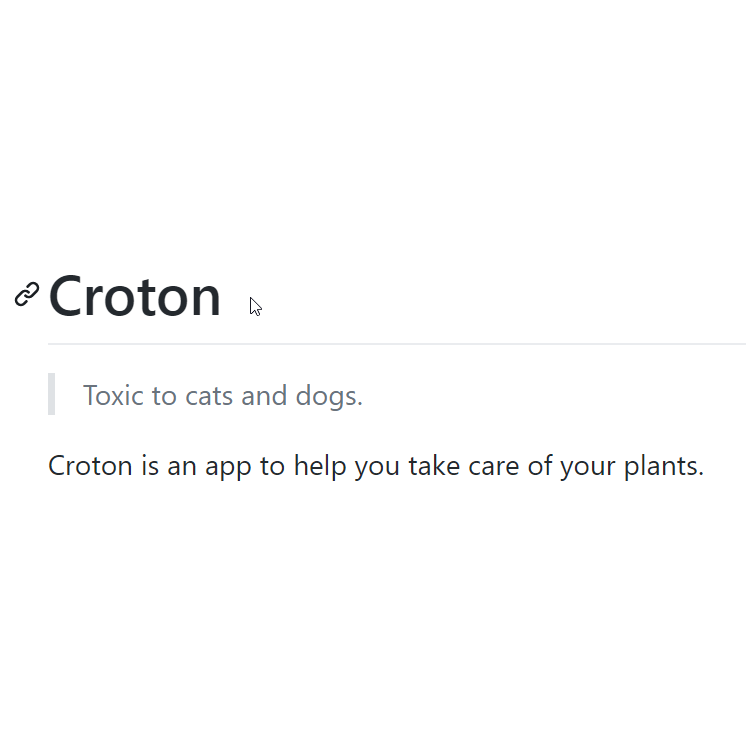 Croton
Toxic to cats and dogs.
Croton is an app to help you take care of your plants.